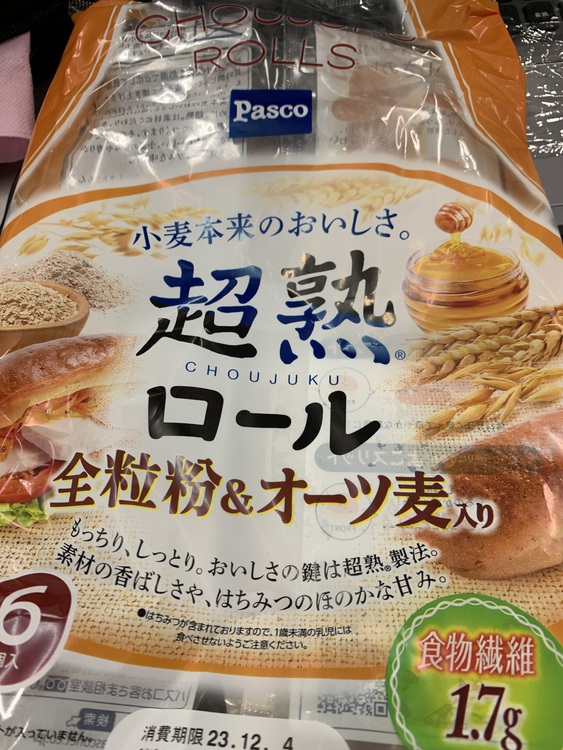 CHOUJUKU
ROLLS
Pasco
小麦本来のおいしさ。
超熟®
CHOUJUKU
ロール
全粒粉&オーツ麦入り
もっちり、しっとり。おいしさの鍵は超熟®製法。
素材の香ばしさや、はちみつのほのかな甘み。
●はちみつが含まれておりますので、1歳未満の乳児には
食べさせないようご注意ください。
6
個入
食物繊維
1.7g
消費期限 23.12.4